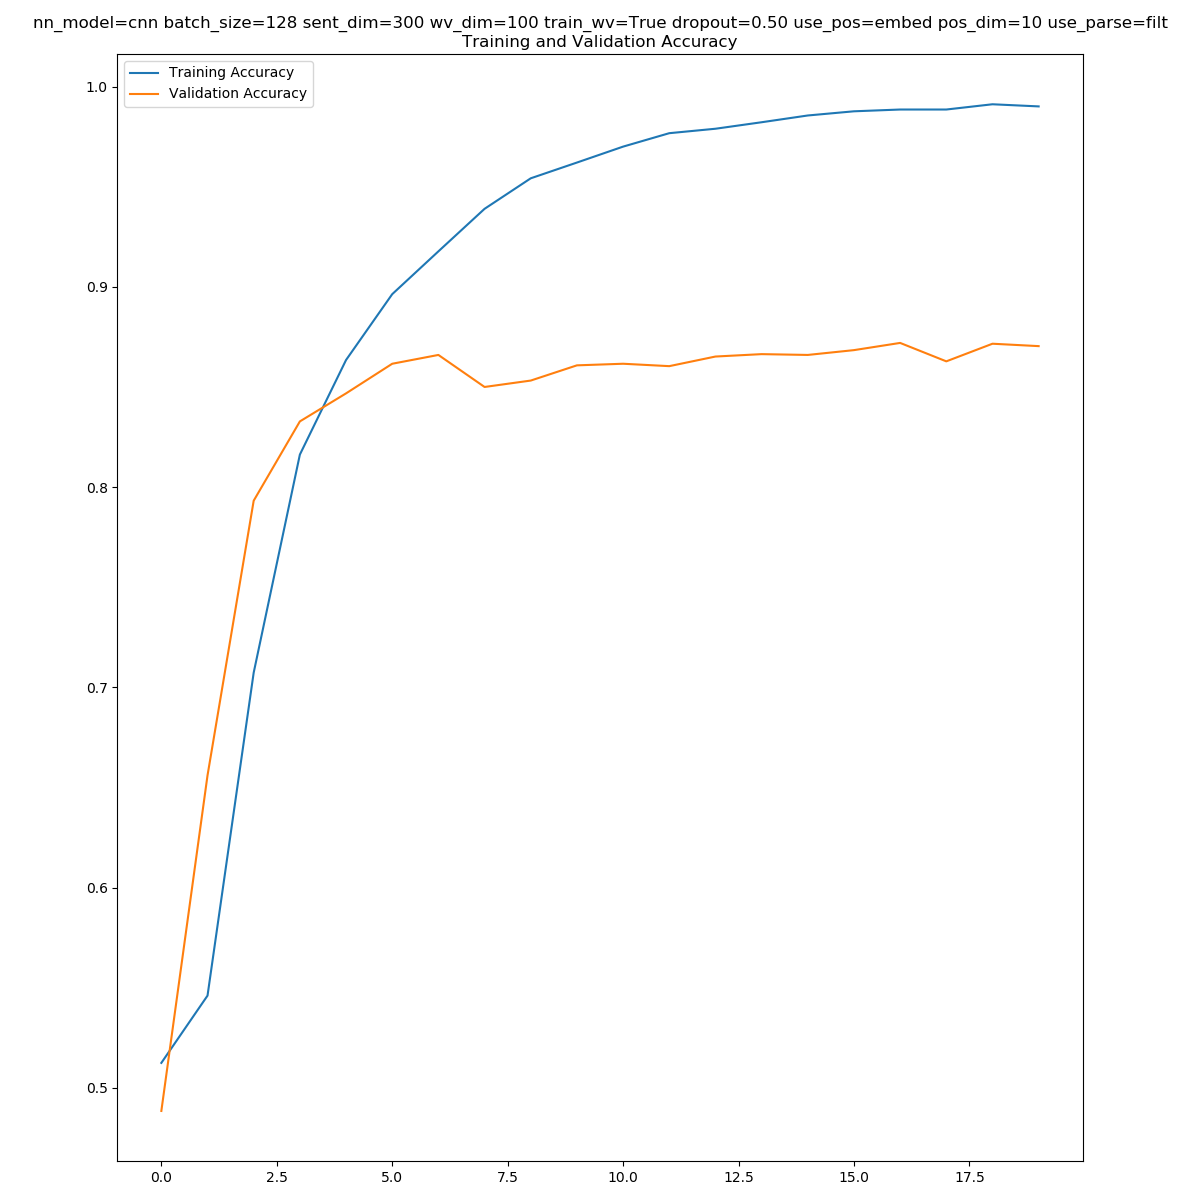 nn_model=cnn batch_size=128 sent_dim=300 wv_dim=100 train_wv=True dropout=0.50 use_pos=embed pos_dim=10 use_parse=filt
Training and Validation Accuracy
Training Accuracy
Validation Accuracy
1.0
0.9
0.8
0.7
0.6
0.5
0.0 2.5 5.0 7.5 10.0 12.5 15.0 17.5